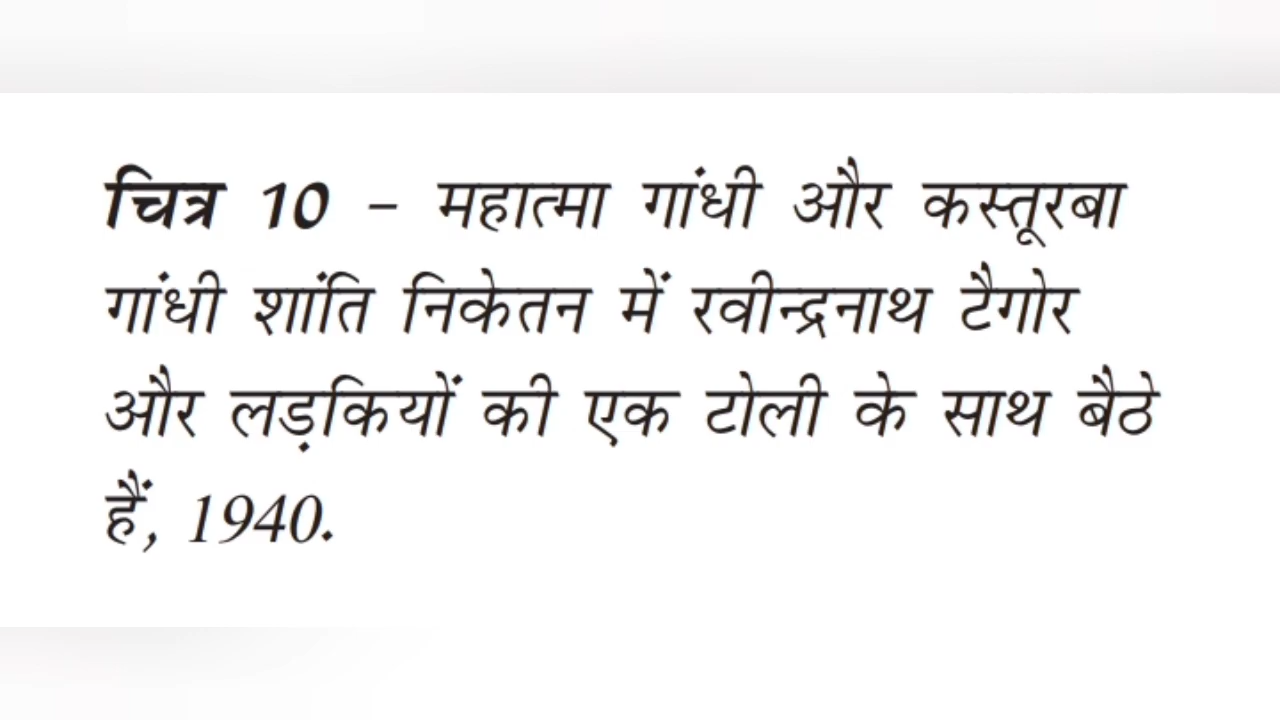 चित्र 10 – महात्मा गांधी और कस्तूरबा
गांधी शांति निकेतन में रवीन्द्रनाथ टैगोर
और लड़कियों की एक टोली के साथ बैठे
हैं, 1940.